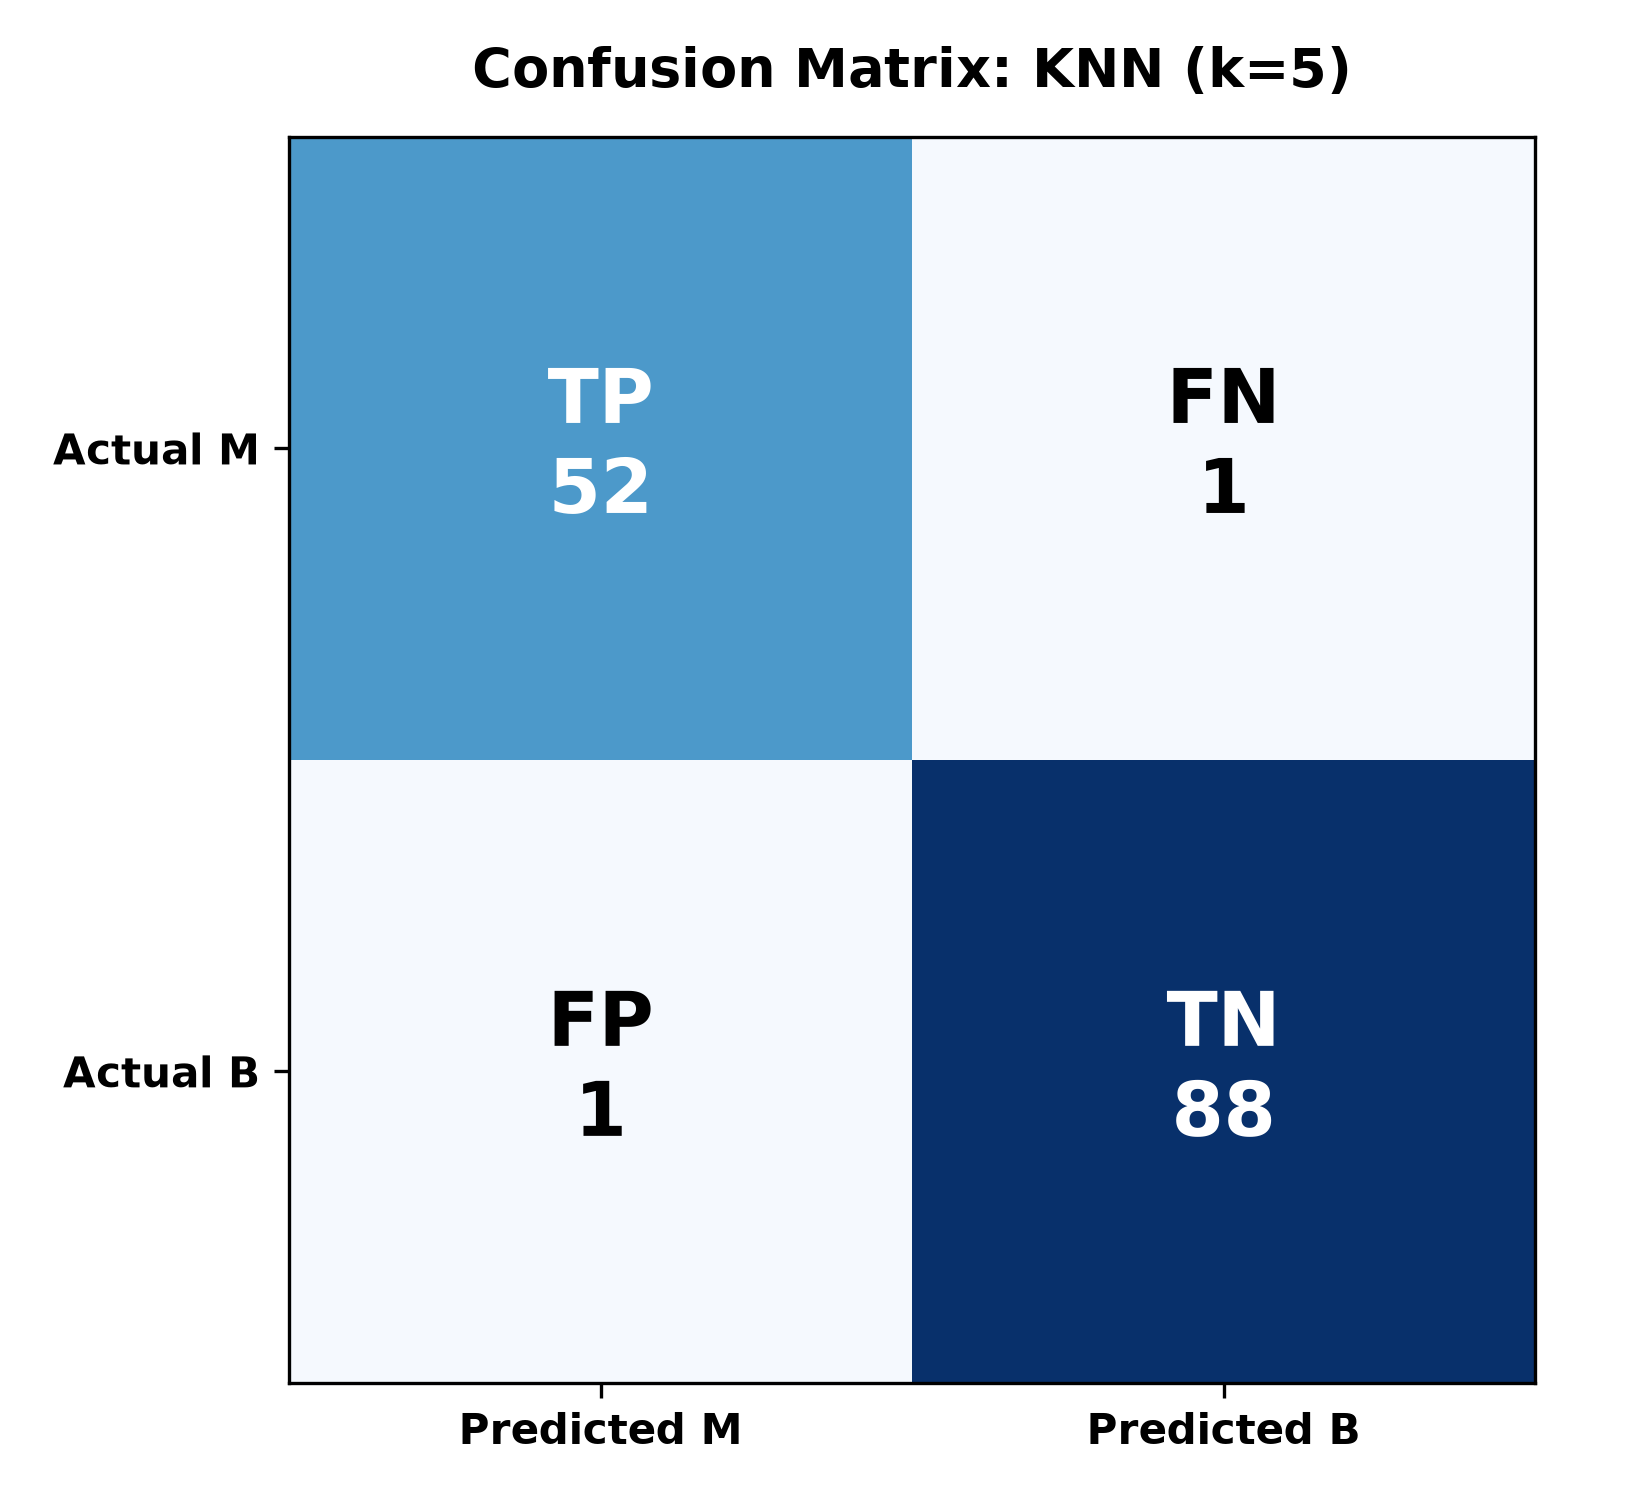 Confusion Matrix: KNN (k=5)
Actual M
TP
52
FN
1
Actual B
FP
1
TN
88
Predicted M
Predicted B